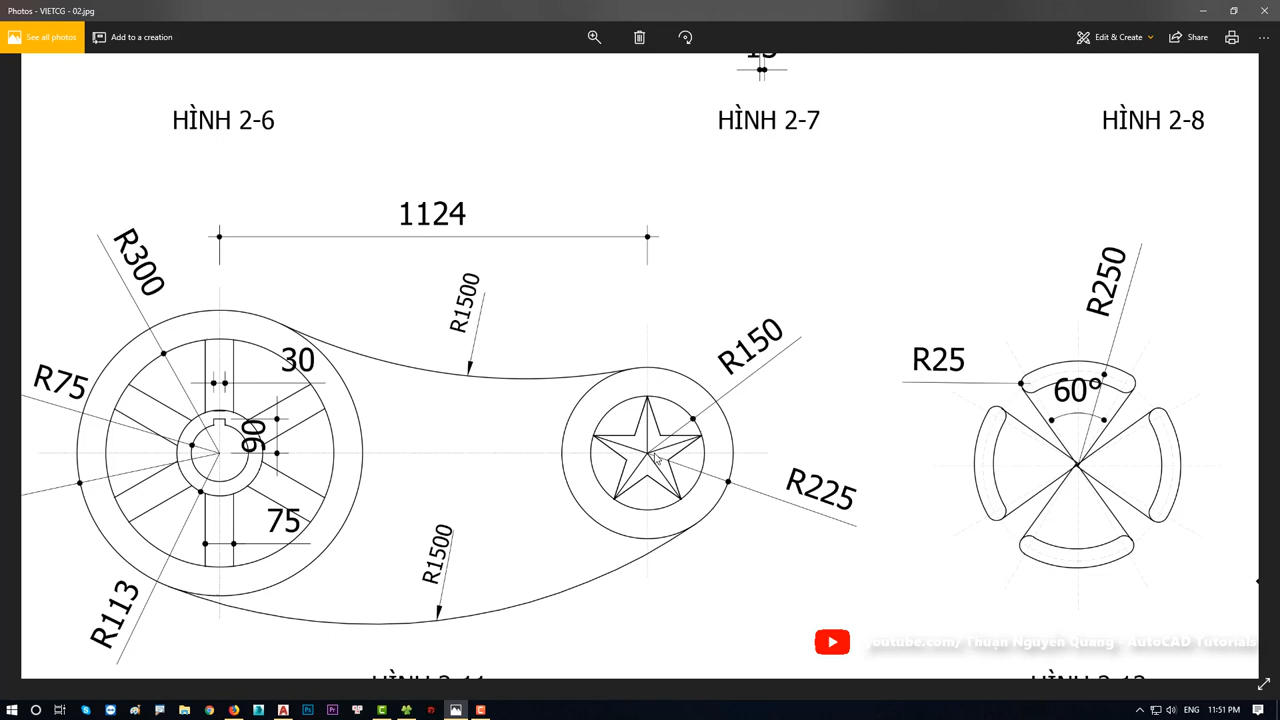 Photos - VIETCG - 02.jpg
See all photos
Add to a creation
Edit & Create
Share
HÌNH 2-6
HÌNH 2-7
HÌNH 2-8
1124
R300
R1500
R250
R150
30
R25
60°
R75
90
R225
75
R1500
R113
youtube.com/ Thuận Nguyễn Quang - AutoCAD Tutorials
ENG
11:51 PM